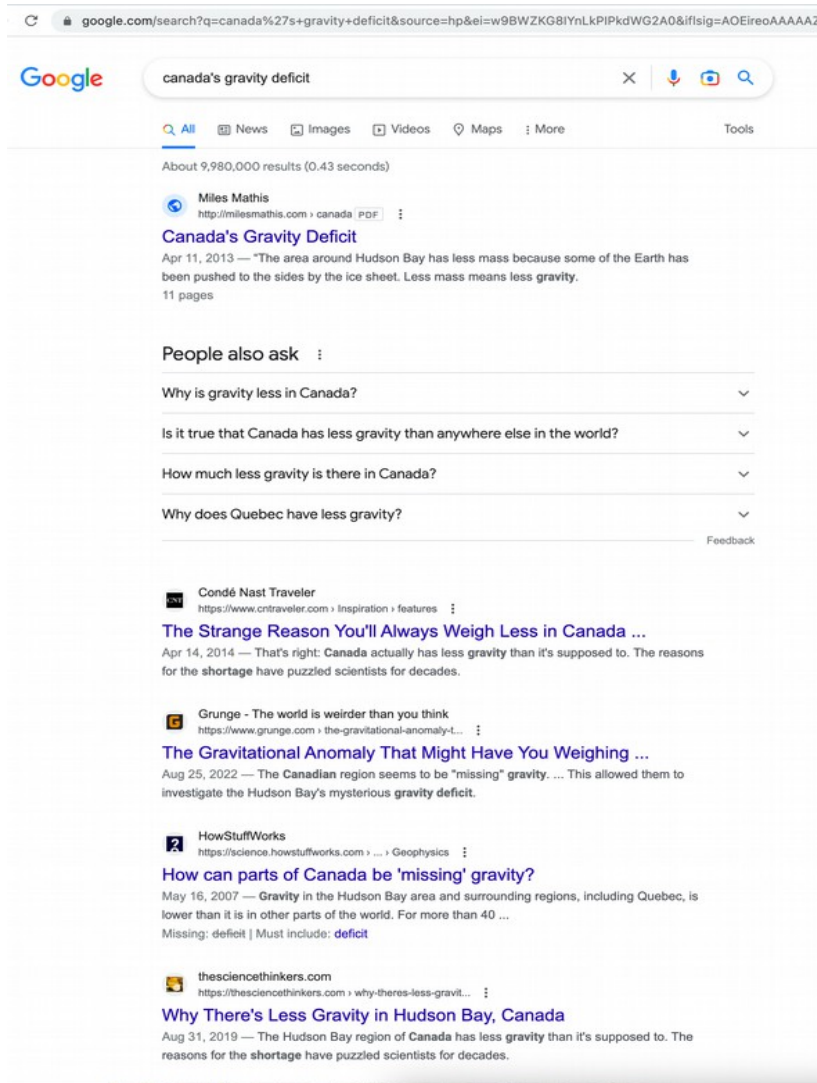 google.com/search?q=canada%27s+gravity+deficit&source=hp&ei=w9BWZKG8IYnLkPIPkdWG2A0&iflsig=AOEireoAAAAAZ
Google
canada's gravity deficit
All News Images Videos Maps More Tools
About 9,980,000 results (0.43 seconds)
Miles Mathis
http://milesmathis.com › canada PDF
Canada's Gravity Deficit
Apr 11, 2013 — "The area around Hudson Bay has less mass because some of the Earth has
been pushed to the sides by the ice sheet. Less mass means less gravity.
11 pages
People also ask
Why is gravity less in Canada?
Is it true that Canada has less gravity than anywhere else in the world?
How much less gravity is there in Canada?
Why does Quebec have less gravity?
Feedback
CNT
Condé Nast Traveler
https://www.cntraveler.com › Inspiration › features
The Strange Reason You'll Always Weigh Less in Canada ...
Apr 14, 2014 — That's right: Canada actually has less gravity than it's supposed to. The reasons
for the shortage have puzzled scientists for decades.
G
Grunge - The world is weirder than you think
https://www.grunge.com › the-gravitational-anomaly-t...
The Gravitational Anomaly That Might Have You Weighing ...
Aug 25, 2022 — The Canadian region seems to be "missing" gravity. ... This allowed them to
investigate the Hudson Bay's mysterious gravity deficit.
?
HowStuffWorks
https://science.howstuffworks.com › ... › Geophysics
How can parts of Canada be 'missing' gravity?
May 16, 2007 — Gravity in the Hudson Bay area and surrounding regions, including Quebec, is
lower than it is in other parts of the world. For more than 40 ...
Missing: deficit | Must include: deficit
thesciencethinkers.com
https://thesciencethinkers.com › why-theres-less-gravit...
Why There's Less Gravity in Hudson Bay, Canada
Aug 31, 2019 — The Hudson Bay region of Canada has less gravity than it's supposed to. The
reasons for the shortage have puzzled scientists for decades.